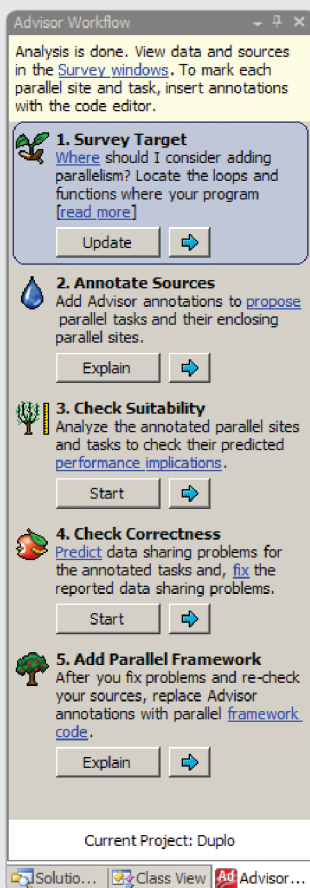 Advisor Workflow
Analysis is done. View data and sources
in the Survey windows. To mark each
parallel site and task, insert annotations
with the code editor.
1. Survey Target
Where should I consider adding
parallelism? Locate the loops and
functions where your program
[read more]
Update
2. Annotate Sources
Add Advisor annotations to propose
parallel tasks and their enclosing
parallel sites.
Explain
3. Check Suitability
Analyze the annotated parallel sites
and tasks to check their predicted
performance implications.
Start
4. Check Correctness
Predict data sharing problems for
the annotated tasks and, fix the
reported data sharing problems.
Start
5. Add Parallel Framework
After you fix problems and re-check
your sources, replace Advisor
annotations with parallel framework
code.
Explain
Current Project: Duplo
Solutio... Class View Ad Advisor...